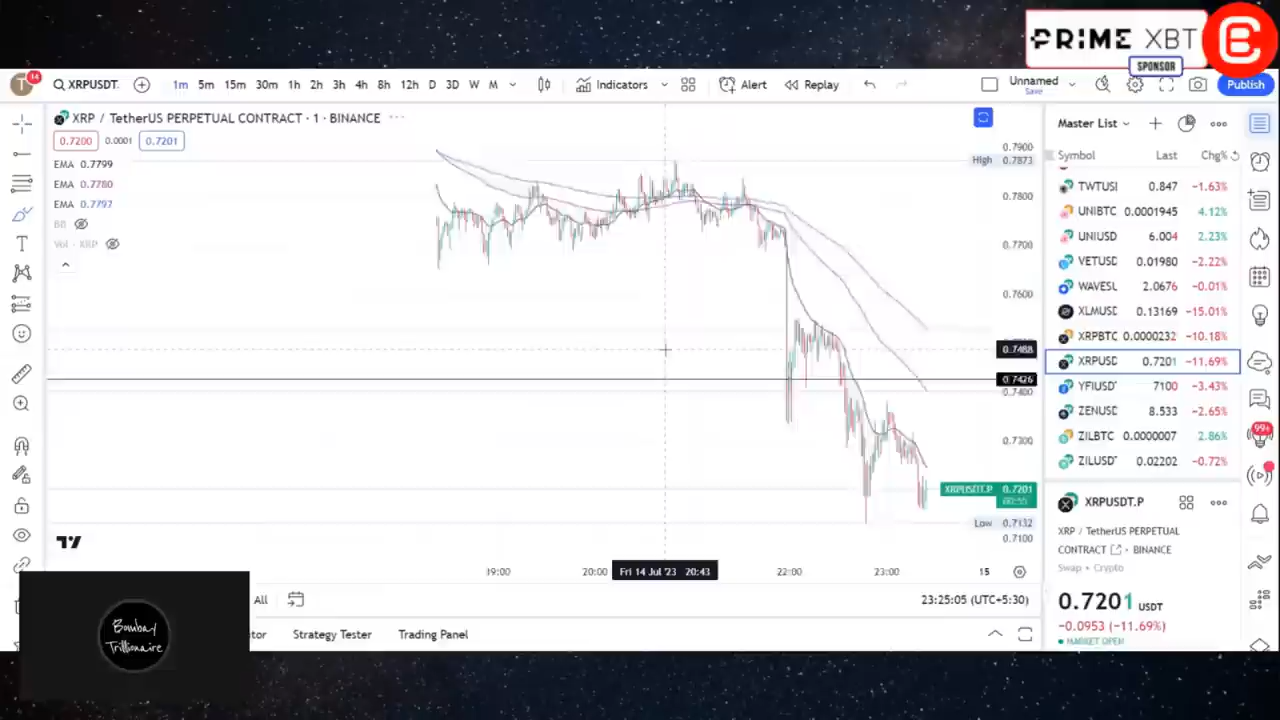 PRIME XBT
SPONSOR
T 14 XRPUSDT. 1m 5m 15m 30m 1h 2h 3h 4h 8h 12h D 3D W M Indicators Alert Replay Unnamed Save Publish
XRP / TetherUS PERPETUAL CONTRACT · 1 · BINANCE
0.7200 0.0001 0.7201
EMA 0.7799
EMA 0.7780
EMA 0.7797
BB
Vol · XRP
0.7900
High 0.7873
0.7800
0.7700
0.7600
0.7488
0.7426
0.7400
0.7300
XRPUSDT.P 0.7201
Low 0.7132
0.7100
19:00 20:00 Fri 14 Jul '23 20:43 22:00 23:00 15
All 23:25:05 (UTC+5:30)
tor Strategy Tester Trading Panel
Master List
Symbol Last Chg%
TWTUSI 0.847 −1.63%
UNIBTC 0.0001945 4.12%
UNIUSD 6.004 2.23%
VETUSD 0.01980 −2.22%
WAVESU 2.0676 −0.01%
XLMUSD 0.13169 −15.01%
XRPBTC 0.0000232 −10.18%
XRPUSD 0.7201 −11.69%
YFIUSD 7100 −3.43%
ZENUSD 8.533 −2.65%
ZILBTC 0.0000007 2.86%
ZILUSD 0.02202 −0.72%
XRPUSDT.P
XRP / TetherUS PERPETUAL
CONTRACT · BINANCE
Swap • Crypto
0.7201 USDT
−0.0953 (−11.69%)
MARKET OPEN
99+
Bombay
Trillionaire